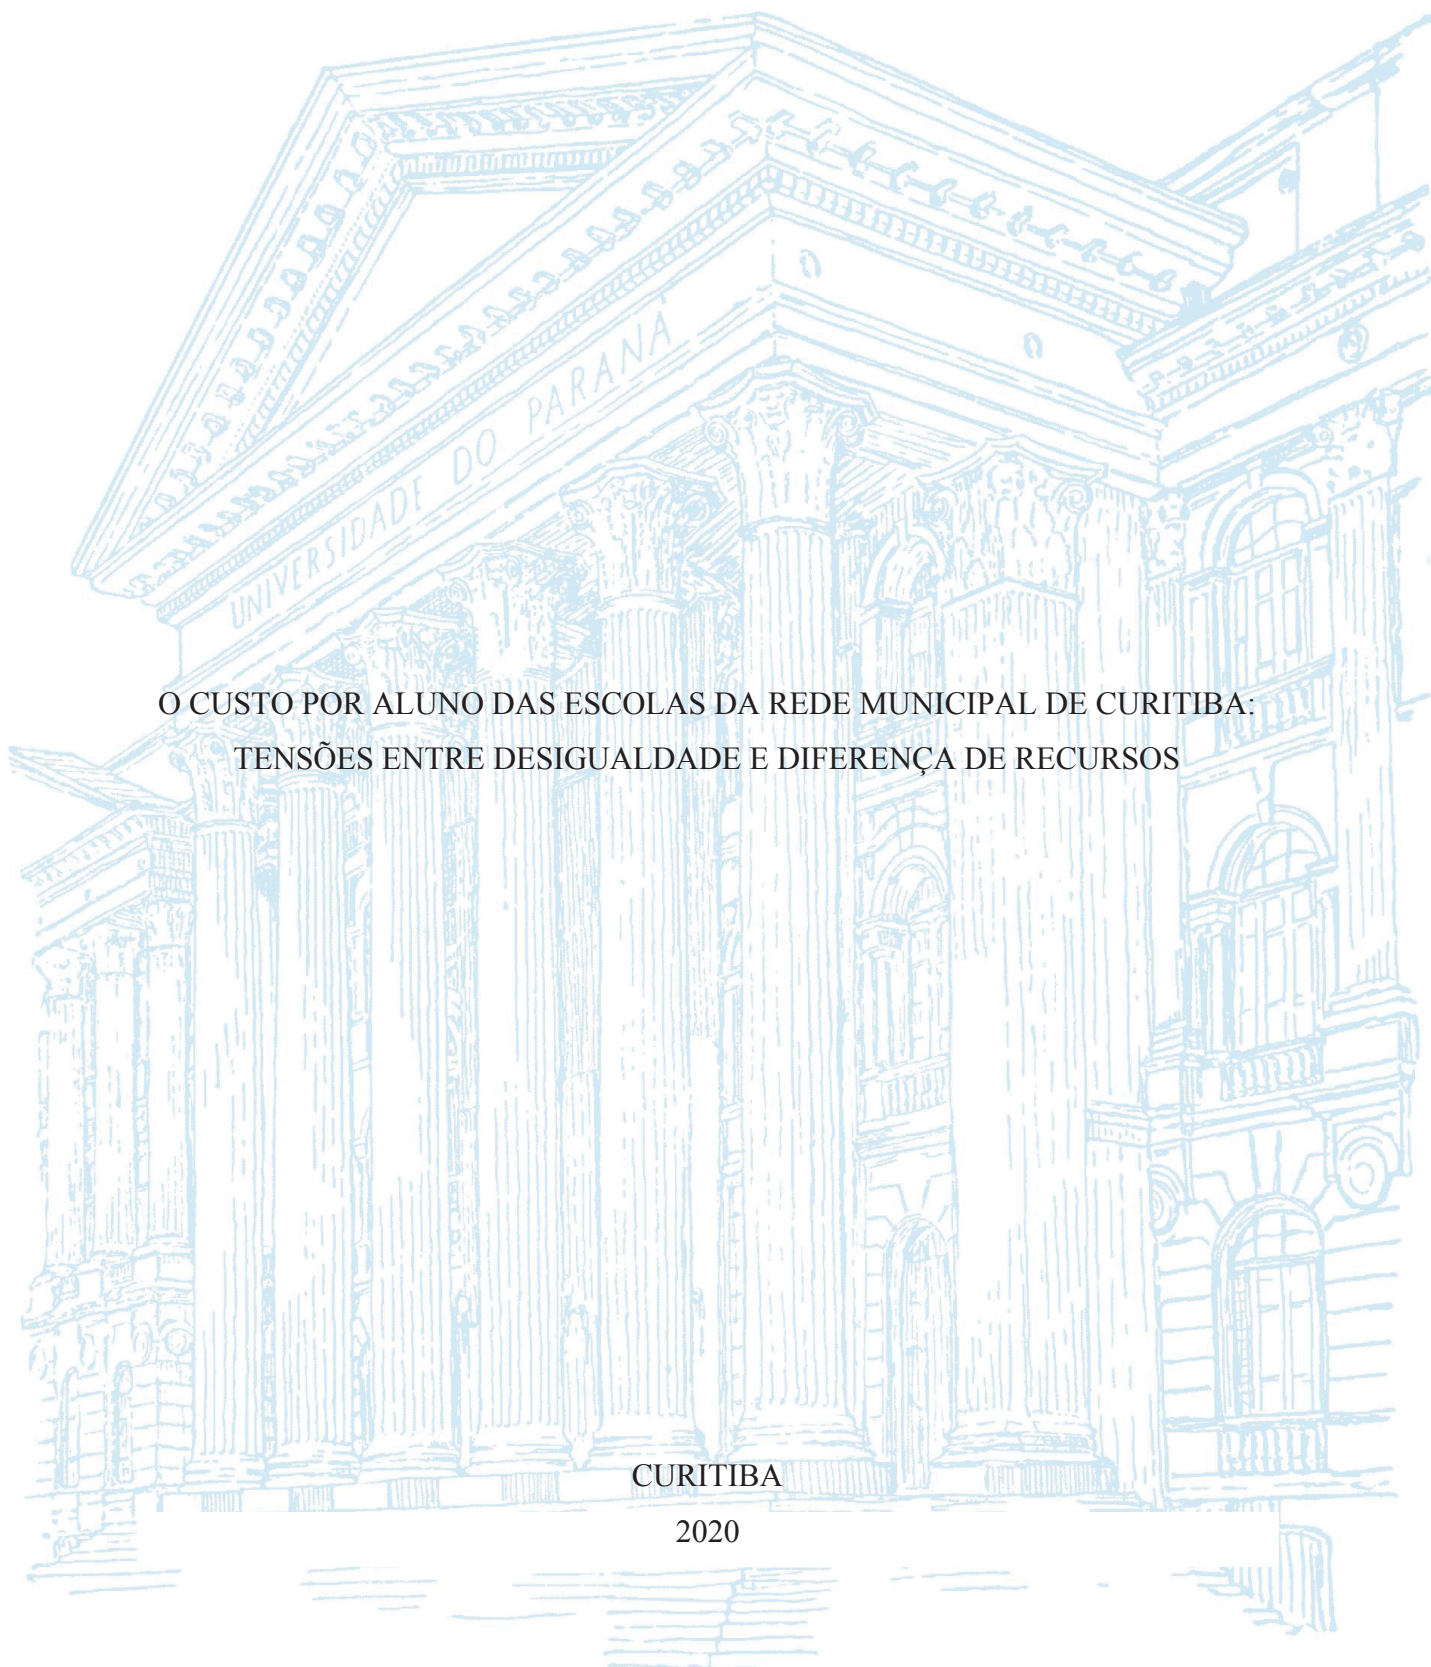 UNIVERSIDADE DO PARANÁ
O CUSTO POR ALUNO DAS ESCOLAS DA REDE MUNICIPAL DE CURITIBA:
TENSÕES ENTRE DESIGUALDADE E DIFERENÇA DE RECURSOS
CURITIBA
2020